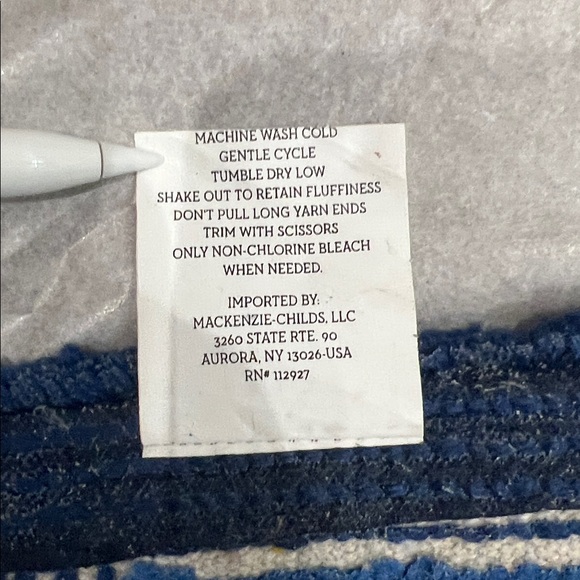 MACHINE WASH COLD
GENTLE CYCLE
TUMBLE DRY LOW
SHAKE OUT TO RETAIN FLUFFINESS
DON'T PULL LONG YARN ENDS
TRIM WITH SCISSORS
ONLY NON-CHLORINE BLEACH
WHEN NEEDED.
IMPORTED BY:
MACKENZIE-CHILDS, LLC
3260 STATE RTE. 90
AURORA, NY 13026-USA
RN# 112927